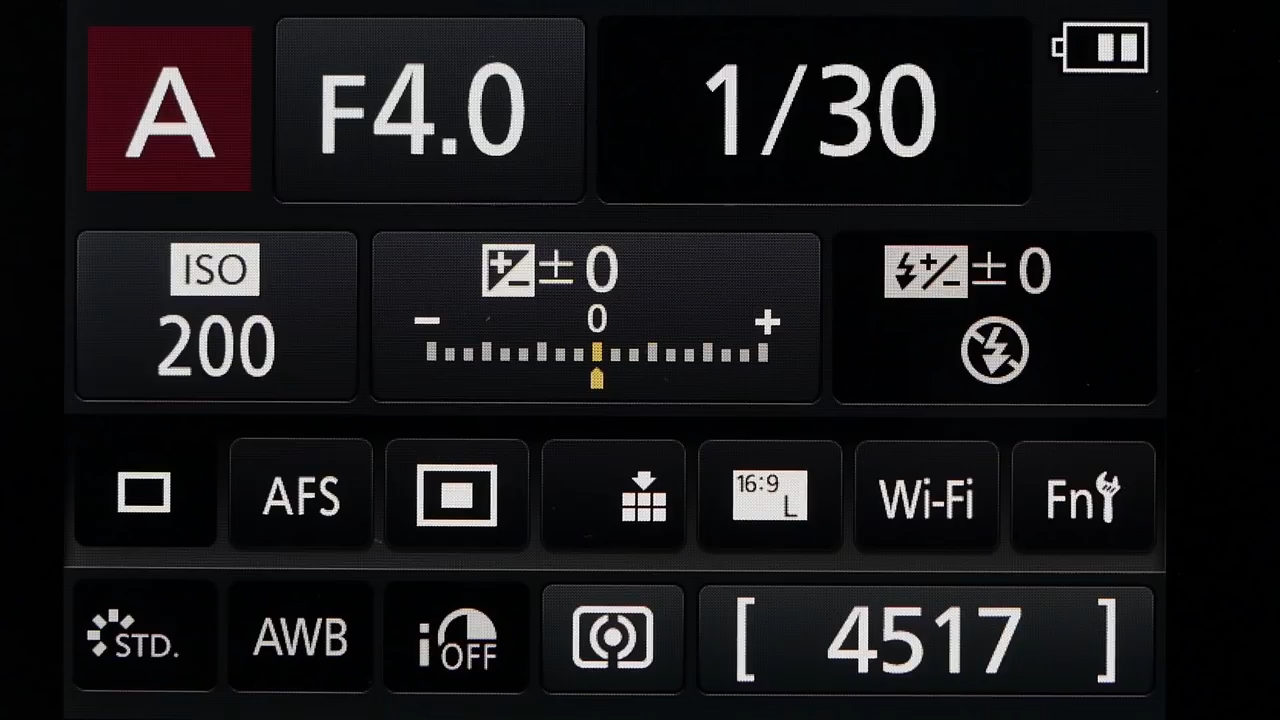 A F4.0 1/30
ISO ±0 ±0
200 - 0 +
AFS 16:9 L Wi-Fi Fn
STD. AWB i OFF [ 4517 ]